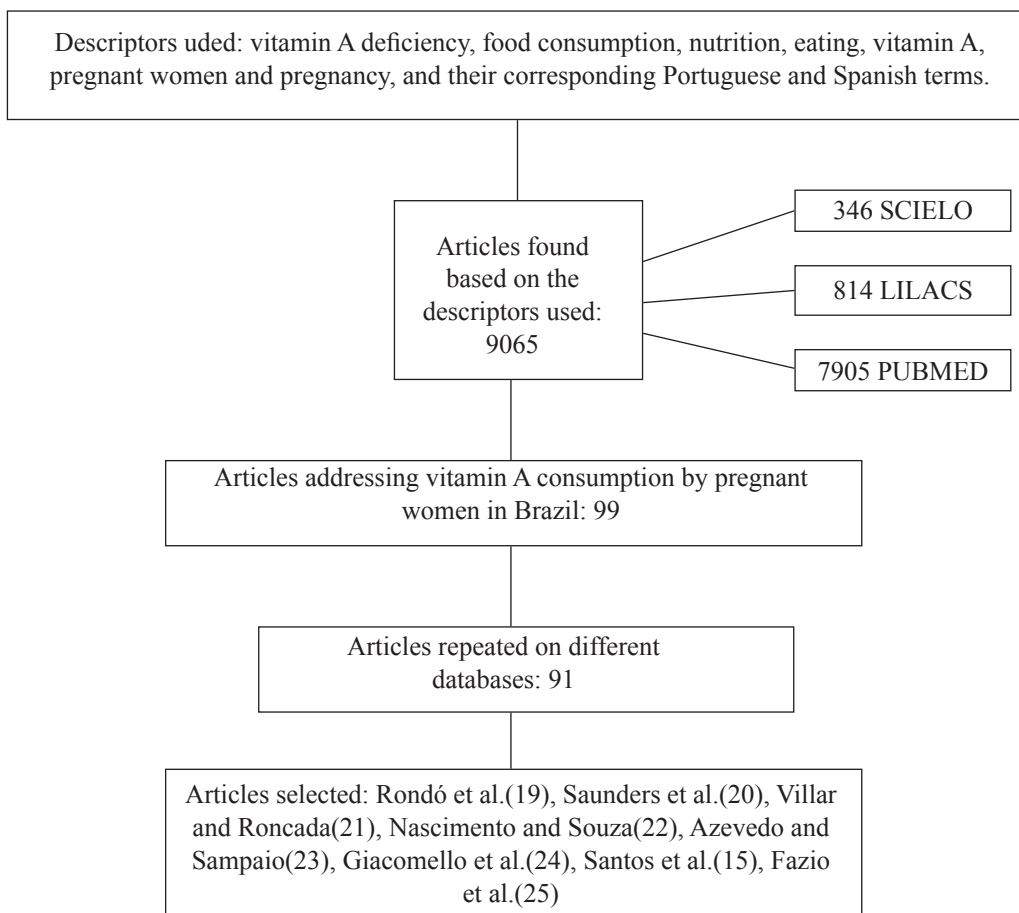 Descriptors uded: vitamin A deficiency, food consumption, nutrition, eating, vitamin A,
pregnant women and pregnancy, and their corresponding Portuguese and Spanish terms.
Articles found
based on the
descriptors used:
9065
346 SCIELO
814 LILACS
7905 PUBMED
Articles addressing vitamin A consumption by pregnant
women in Brazil: 99
Articles repeated on different
databases: 91
Articles selected: Rondó et al.(19), Saunders et al.(20), Villar
and Roncada(21), Nascimento and Souza(22), Azevedo and
Sampaio(23), Giacomello et al.(24), Santos et al.(15), Fazio
et al.(25)